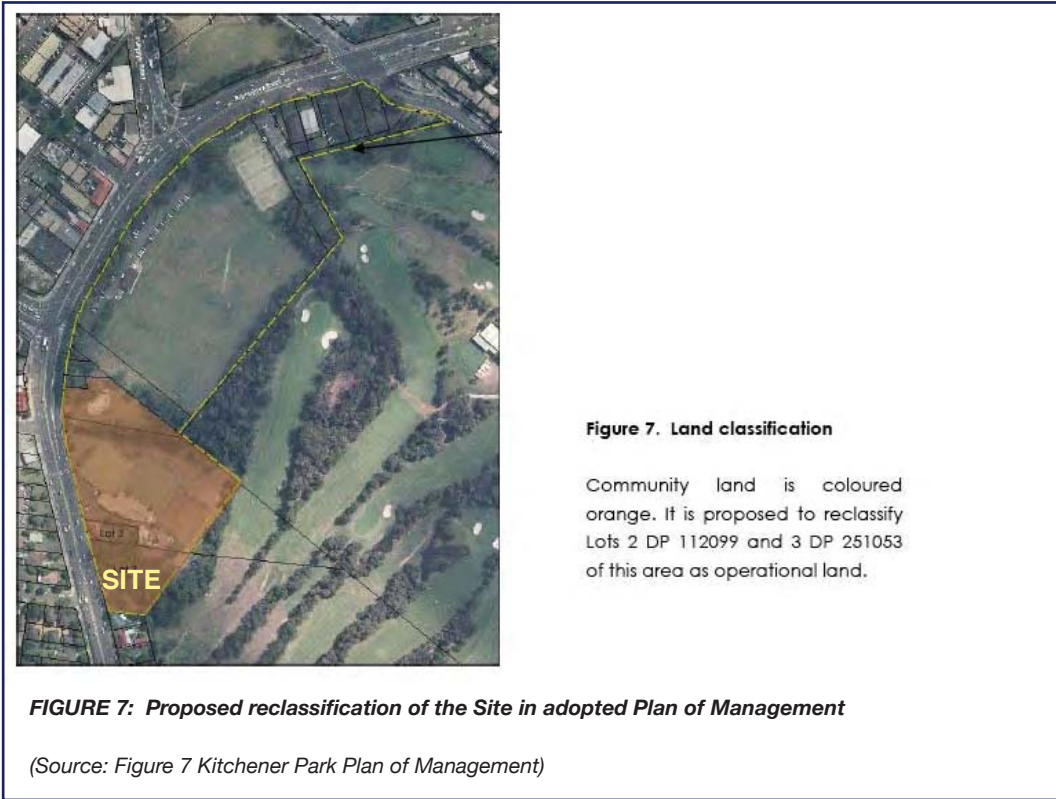 Lot 3
SITE
Figure 7. Land classification
Community land is coloured
orange. It is proposed to reclassify
Lots 2 DP 112099 and 3 DP 251053
of this area as operational land.
FIGURE 7: Proposed reclassification of the Site in adopted Plan of Management
(Source: Figure 7 Kitchener Park Plan of Management)